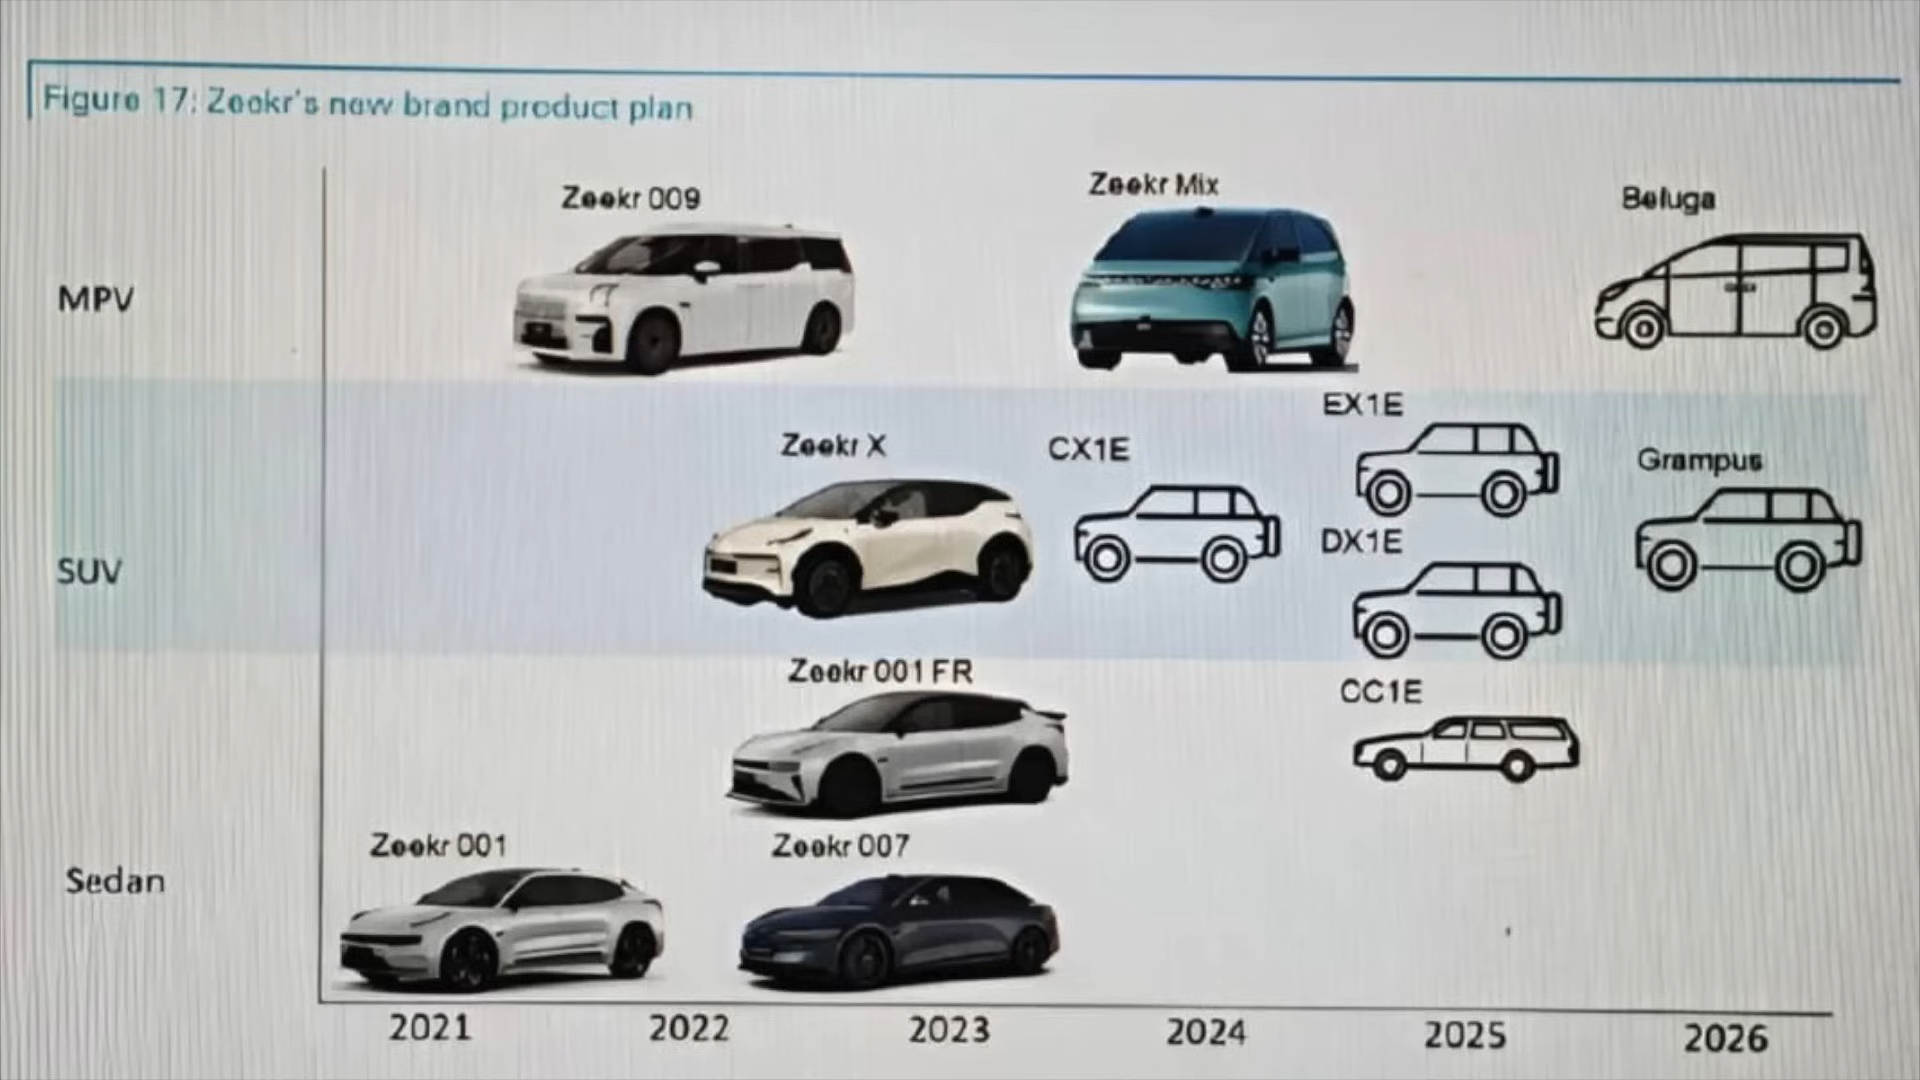 Figure 17: Zeekr's new brand product plan
Zeekr 009
Zeekr Mix
Beluga
MPV
EX1E
Zeekr X
CX1E
Grampus
DX1E
SUV
Zeekr 001 FR
CC1E
Zeekr 001
Zeekr 007
Sedan
2021
2022
2023
2024
2025
2026